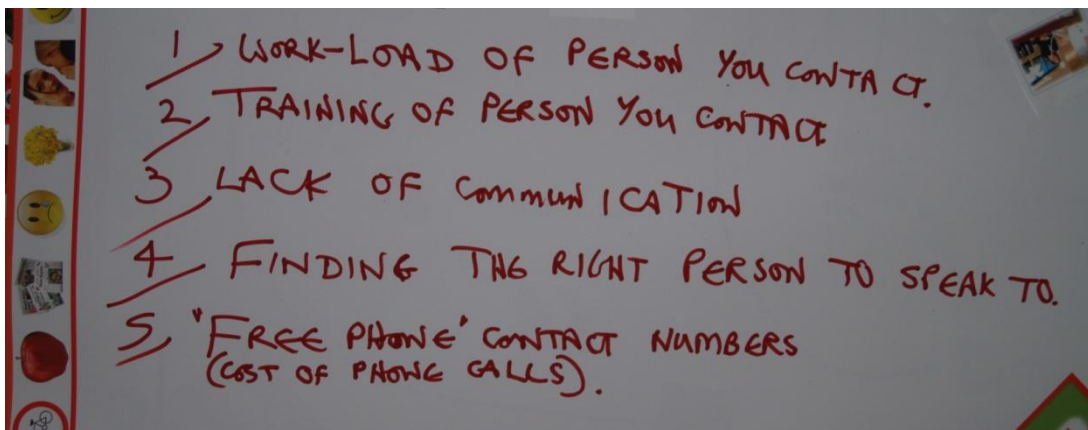 1, WORK-LOAD OF PERSON YOU CONTACT.
2, TRAINING OF PERSON YOU CONTACT
3, LACK OF COMMUNICATION
4, FINDING THE RIGHT PERSON TO SPEAK TO.
5, "FREE PHONE" CONTACT NUMBERS
(COST OF PHONE CALLS).